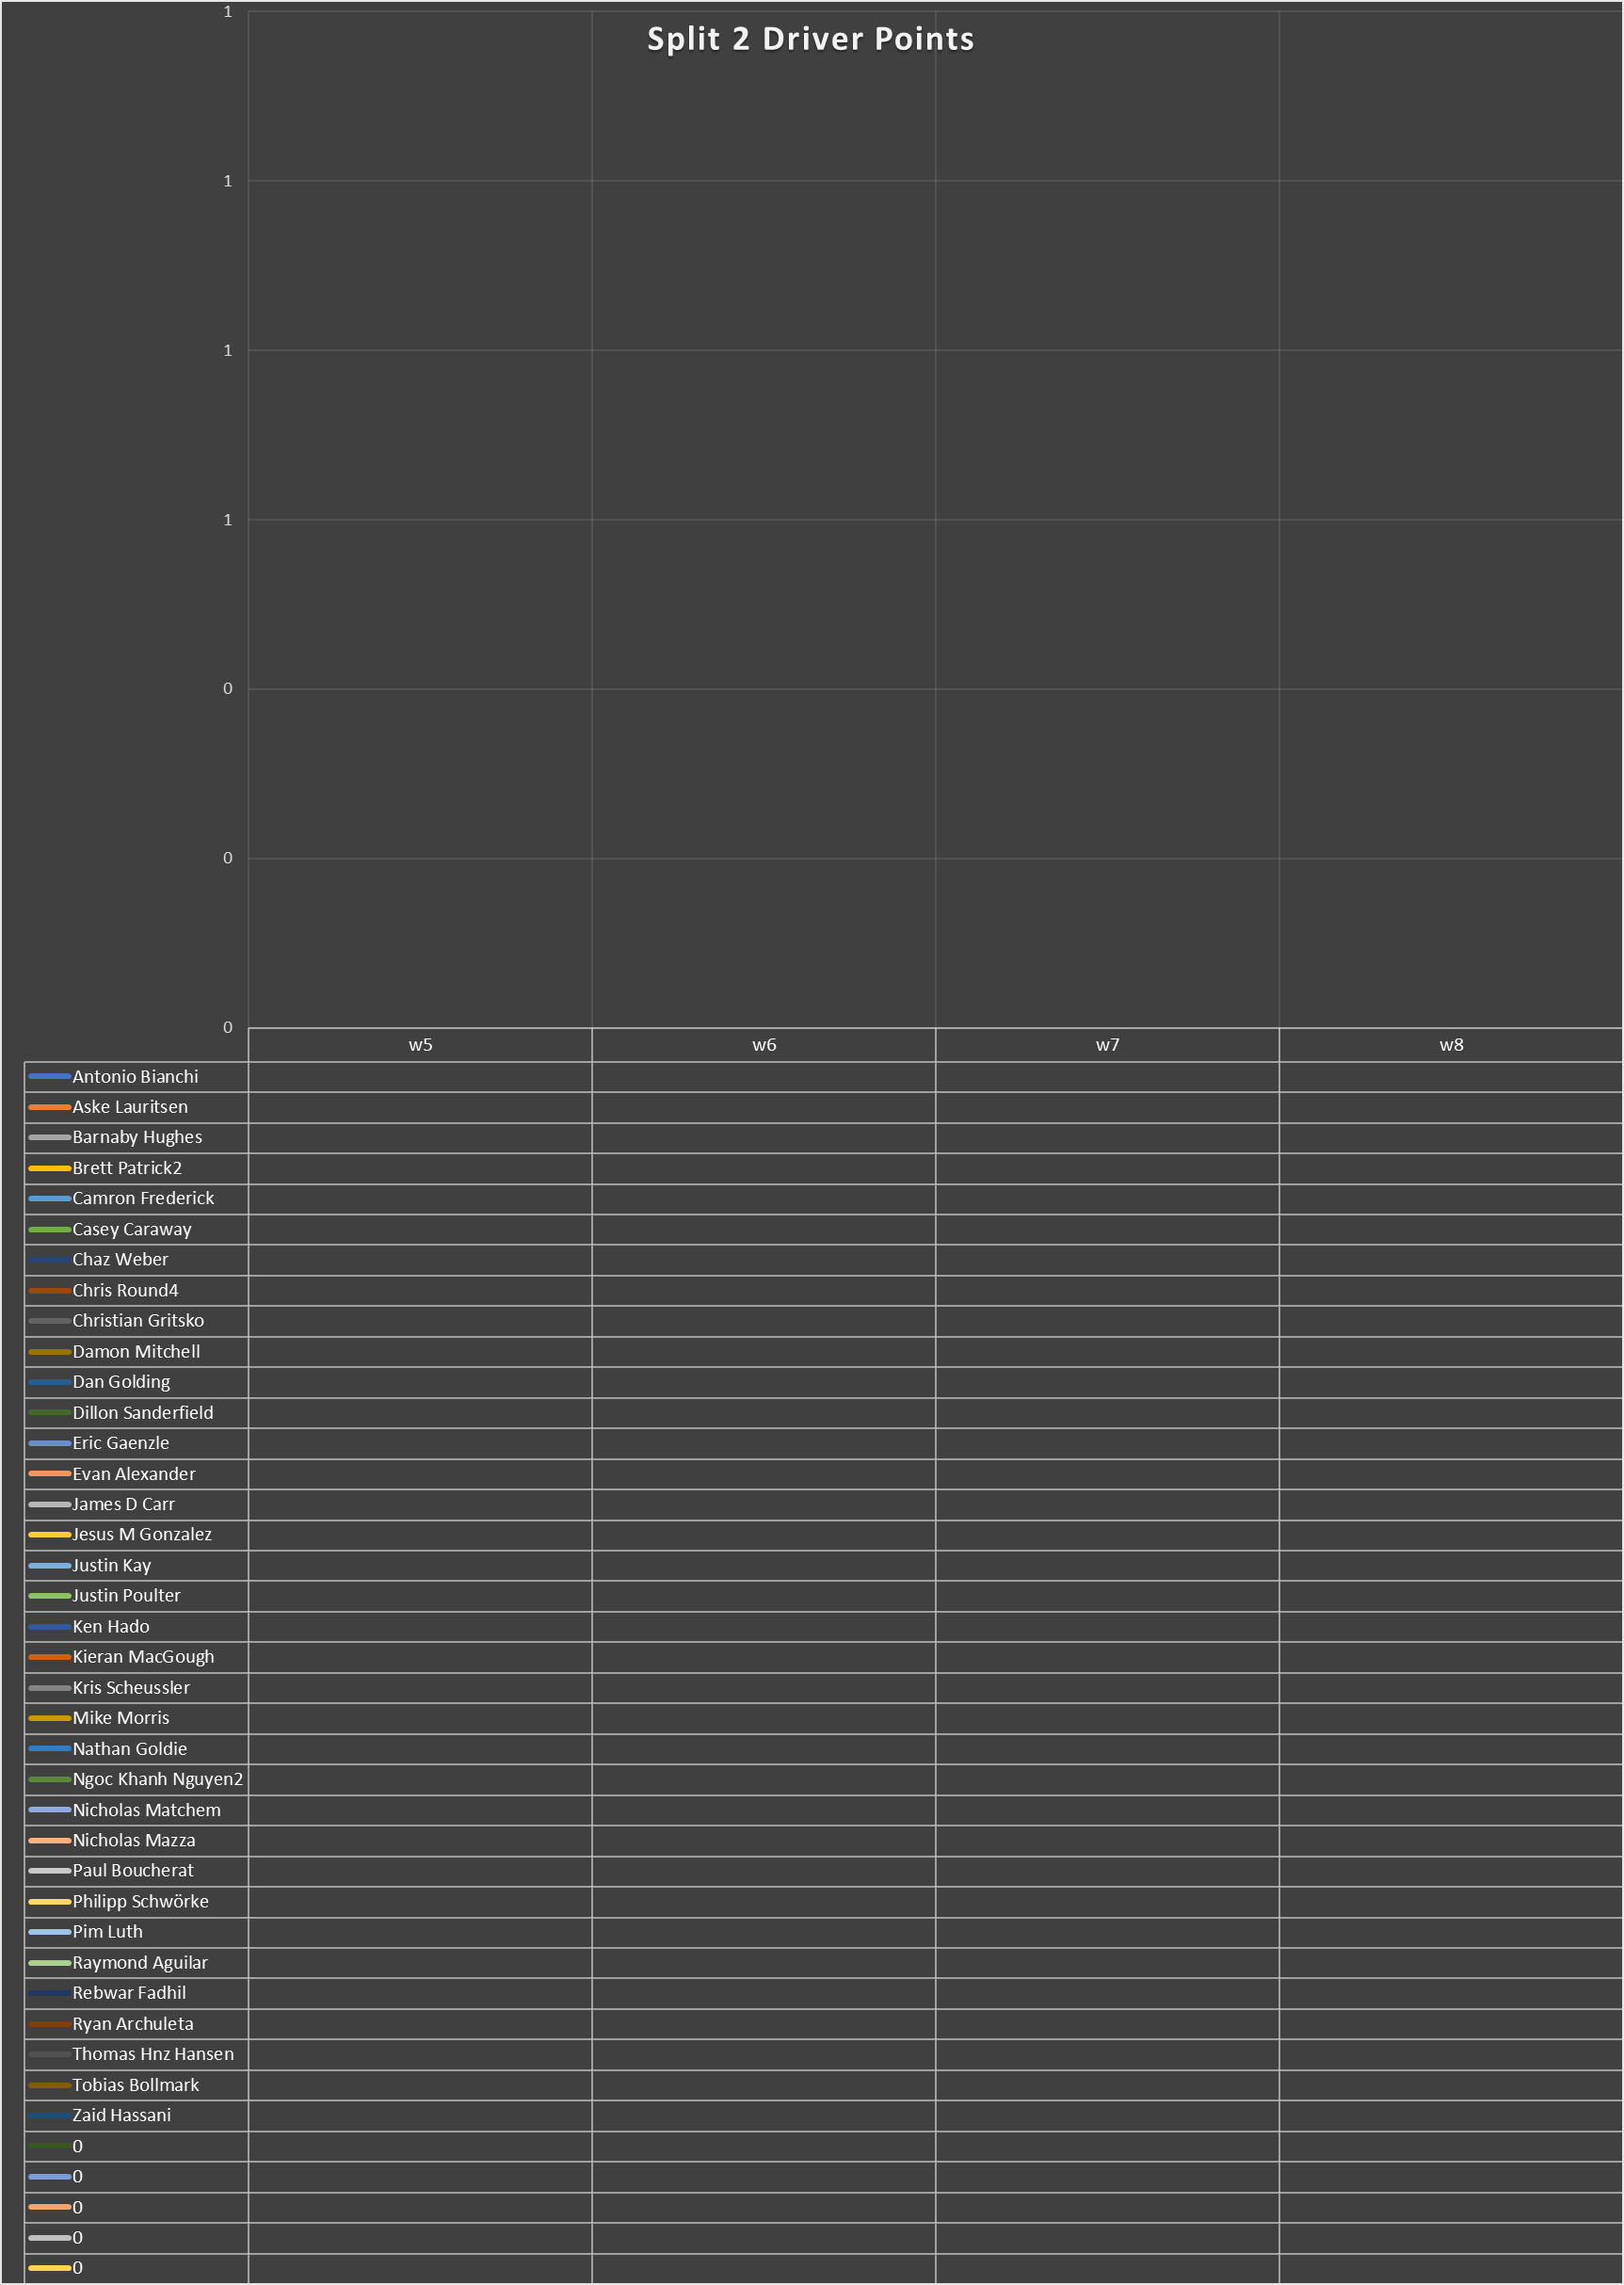 Split 2 Driver Points
1
1
1
1
0
0
0
w5 w6 w7 w8
Antonio Bianchi
Aske Lauritsen
Barnaby Hughes
Brett Patrick2
Camron Frederick
Casey Caraway
Chaz Weber
Chris Round4
Christian Gritsko
Damon Mitchell
Dan Golding
Dillon Sanderfield
Eric Gaenzle
Evan Alexander
James D Carr
Jesus M Gonzalez
Justin Kay
Justin Poulter
Ken Hado
Kieran MacGough
Kris Scheussler
Mike Morris
Nathan Goldie
Ngoc Khanh Nguyen2
Nicholas Matchem
Nicholas Mazza
Paul Boucherat
Philipp Schwörke
Pim Luth
Raymond Aguilar
Rebwar Fadhil
Ryan Archuleta
Thomas Hnz Hansen
Tobias Bollmark
Zaid Hassani
0
0
0
0
0